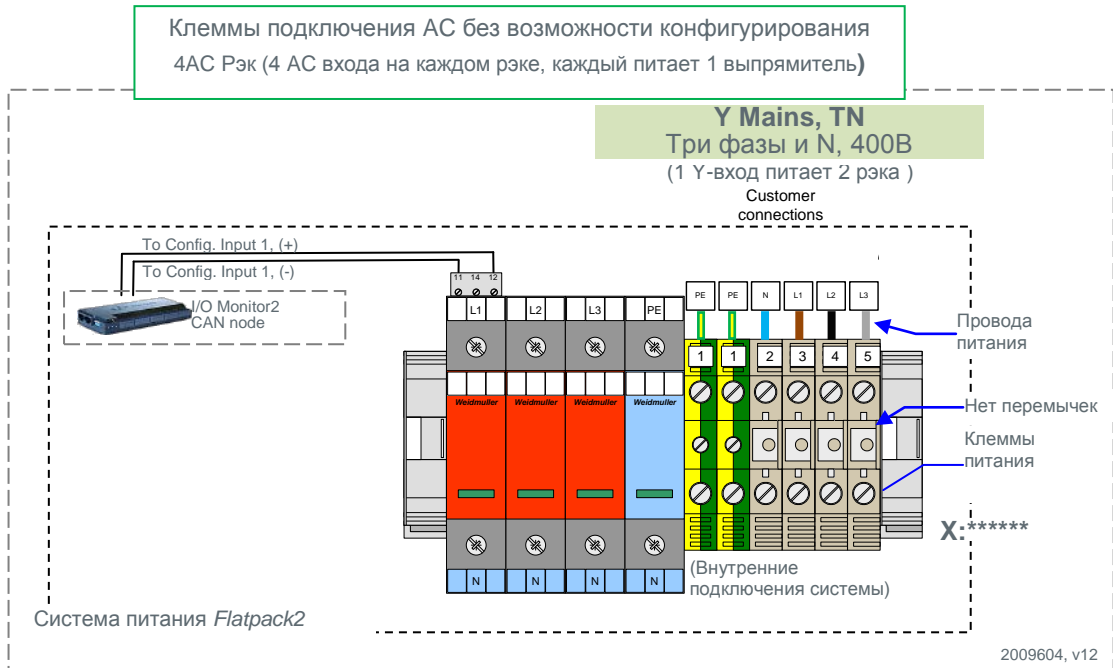 Клеммы подключения AC без возможности конфигурирования
4AC Рэк (4 AC входа на каждом рэке, каждый питает 1 выпрямитель)
Y Mains, TN
Три фазы и N, 400В
(1 Y-вход питает 2 рэка )
Customer
connections
To Config. Input 1, (+)
To Config. Input 1, (-)
I/O Monitor2
CAN node
11 14 12
L1 L2 L3 PE
PE PE N L1 L2 L3
Провода
питания
1 1 2 3 4 5
Weidmuller Weidmuller Weidmuller Weidmuller
Нет перемычек
Клеммы
питания
X:******
N N N N
(Внутренние
подключения системы)
Система питания Flatpack2
2009604, v12